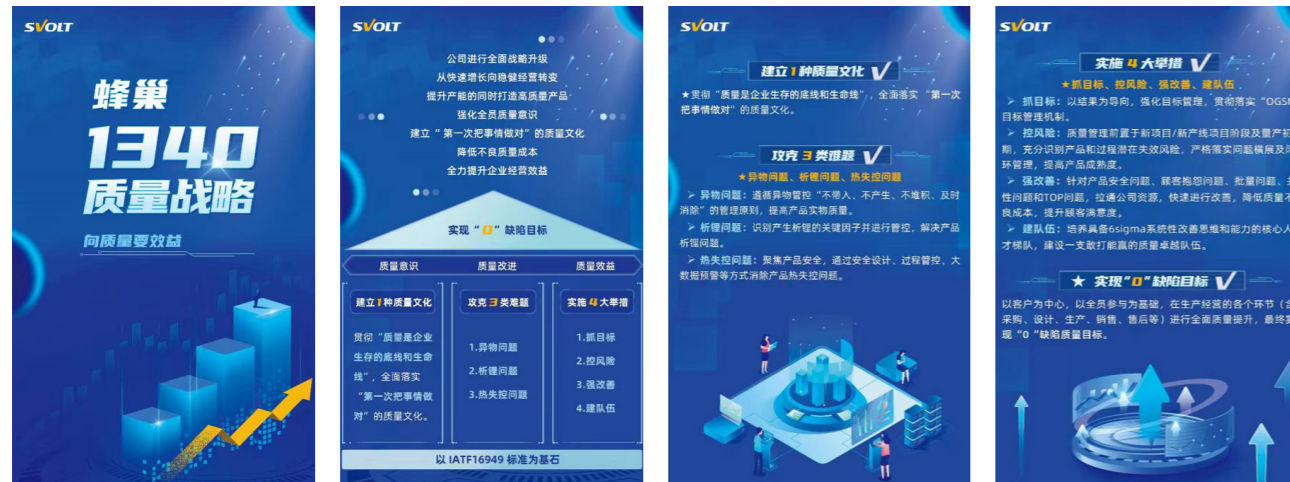 SVOLT
蜂巢
1340
质量战略
向质量要效益
SVOLT
公司进行全面战略升级
从快速增长向稳健经营转变
提升产能的同时打造高质量产品
强化全员质量意识
建立“第一次把事情做对”的质量文化
降低不良质量成本
全力提升企业经营效益
实现“0”缺陷目标
质量意识 质量改进 质量效益
建立1种质量文化
贯彻“质量是企业
生存的底线和生命
线”，全面落实
“第一次把事情做
对”的质量文化。
攻克3类难题
1.异物问题
2.析锂问题
3.热失控问题
实施4大举措
1.抓目标
2.控风险
3.强改善
4.建队伍
以 IATF16949 标准为基石
SVOLT
建立1种质量文化
★贯彻“质量是企业生存的底线和生命线”，全面落实“第一次
把事情做对”的质量文化。
攻克3类难题
★异物问题、析锂问题、热失控问题
➢ 异物问题：遵循异物管控“不带入、不产生、不堆积、及时
消除”的管理原则，提高产品实物质量。
➢ 析锂问题：识别产生析锂的关键因子并进行管控，解决产品
析锂问题。
➢ 热失控问题：聚焦产品安全，通过安全设计、过程管控、大
数据预警等方式消除产品热失控问题。
SVOLT
实施4大举措
★抓目标、控风险、强改善、建队伍
➢ 抓目标：以结果为导向，强化目标管理，贯彻落实“OGSM
目标管理机制。
➢ 控风险：质量管理前置于新项目/新产线项目阶段及量产初
期，充分识别产品和过程潜在失效风险，严格落实问题横展及闭
环管理，提高产品成熟度。
➢ 强改善：针对产品安全问题、顾客抱怨问题、批量问题、共
性问题和TOP问题，拉通公司资源，快速进行改善，降低质量不
良成本，提升顾客满意度。
➢ 建队伍：培养具备6sigma系统性改善思维和能力的核心人
才梯队，建设一支敢打能赢的质量卓越队伍。
★ 实现“0”缺陷目标
以客户为中心，以全员参与为基础，在生产经营的各个环节（含
采购、设计、生产、销售、售后等）进行全面质量提升，最终实
现“0“缺陷质量目标。